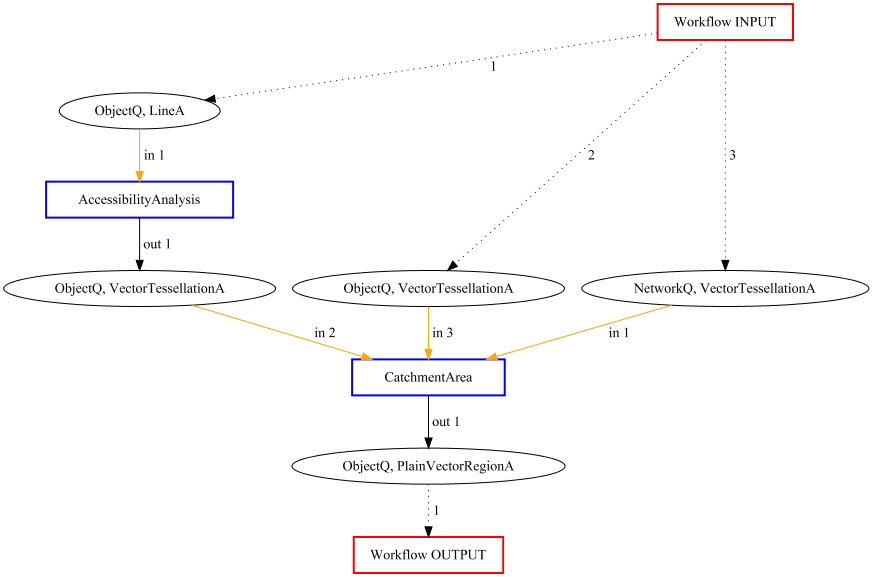 Workflow INPUT
1
ObjectQ, LineA
in 1
2
3
AccessibilityAnalysis
out 1
ObjectQ, VectorTessellationA
ObjectQ, VectorTessellationA
NetworkQ, VectorTessellationA
in 2
in 3
in 1
CatchmentArea
out 1
ObjectQ, PlainVectorRegionA
1
Workflow OUTPUT